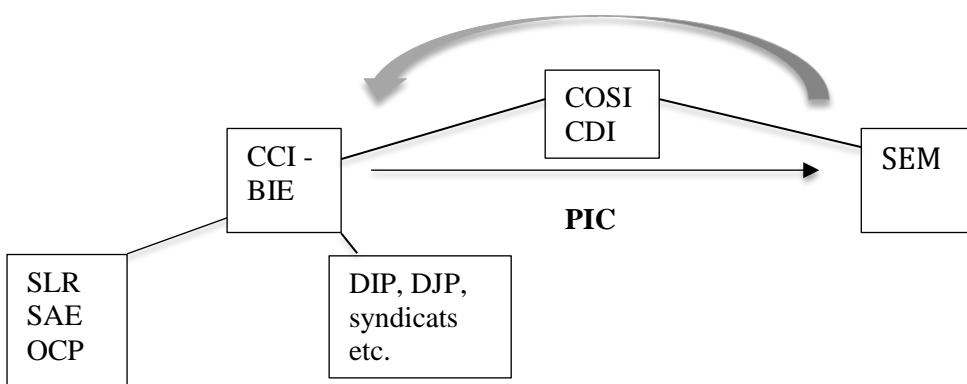 COSI
CDI
CCI -
BIE
SEM
PIC
SLR
SAE
OCP
DIP, DJP,
syndicats
etc.